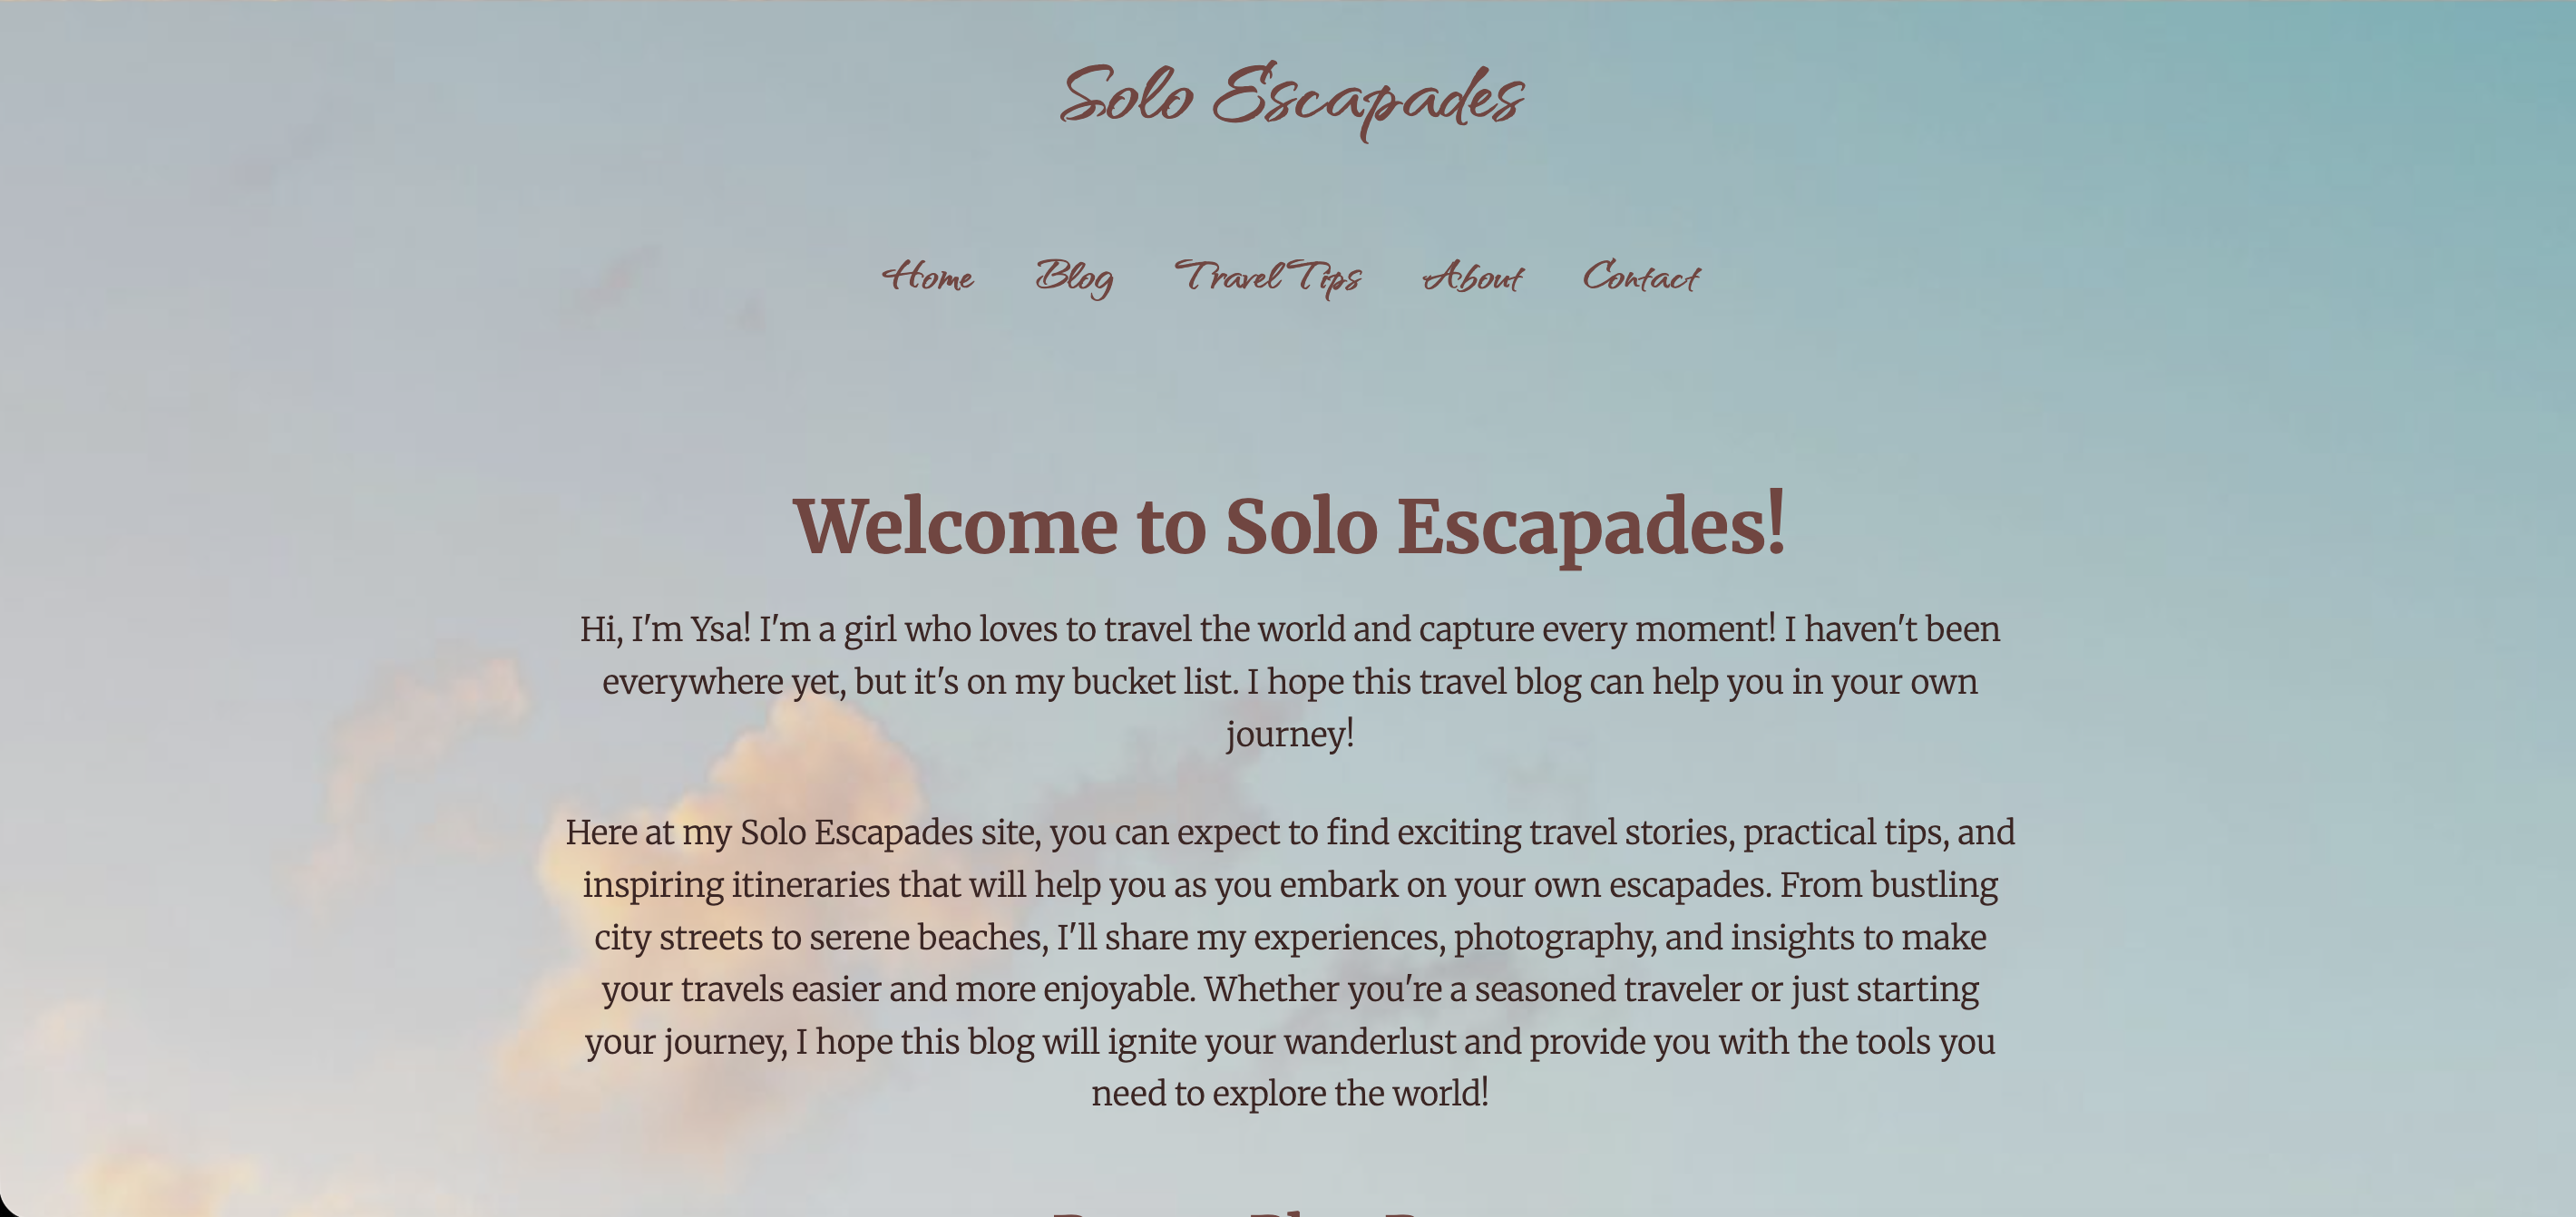 Solo Escapades
Home Blog Travel Tips About Contact
Welcome to Solo Escapades!
Hi, I'm Ysa! I'm a girl who loves to travel the world and capture every moment! I haven't been
everywhere yet, but it's on my bucket list. I hope this travel blog can help you in your own
journey!
Here at my Solo Escapades site, you can expect to find exciting travel stories, practical tips, and
inspiring itineraries that will help you as you embark on your own escapades. From bustling
city streets to serene beaches, I'll share my experiences, photography, and insights to make
your travels easier and more enjoyable. Whether you're a seasoned traveler or just starting
your journey, I hope this blog will ignite your wanderlust and provide you with the tools you
need to explore the world!